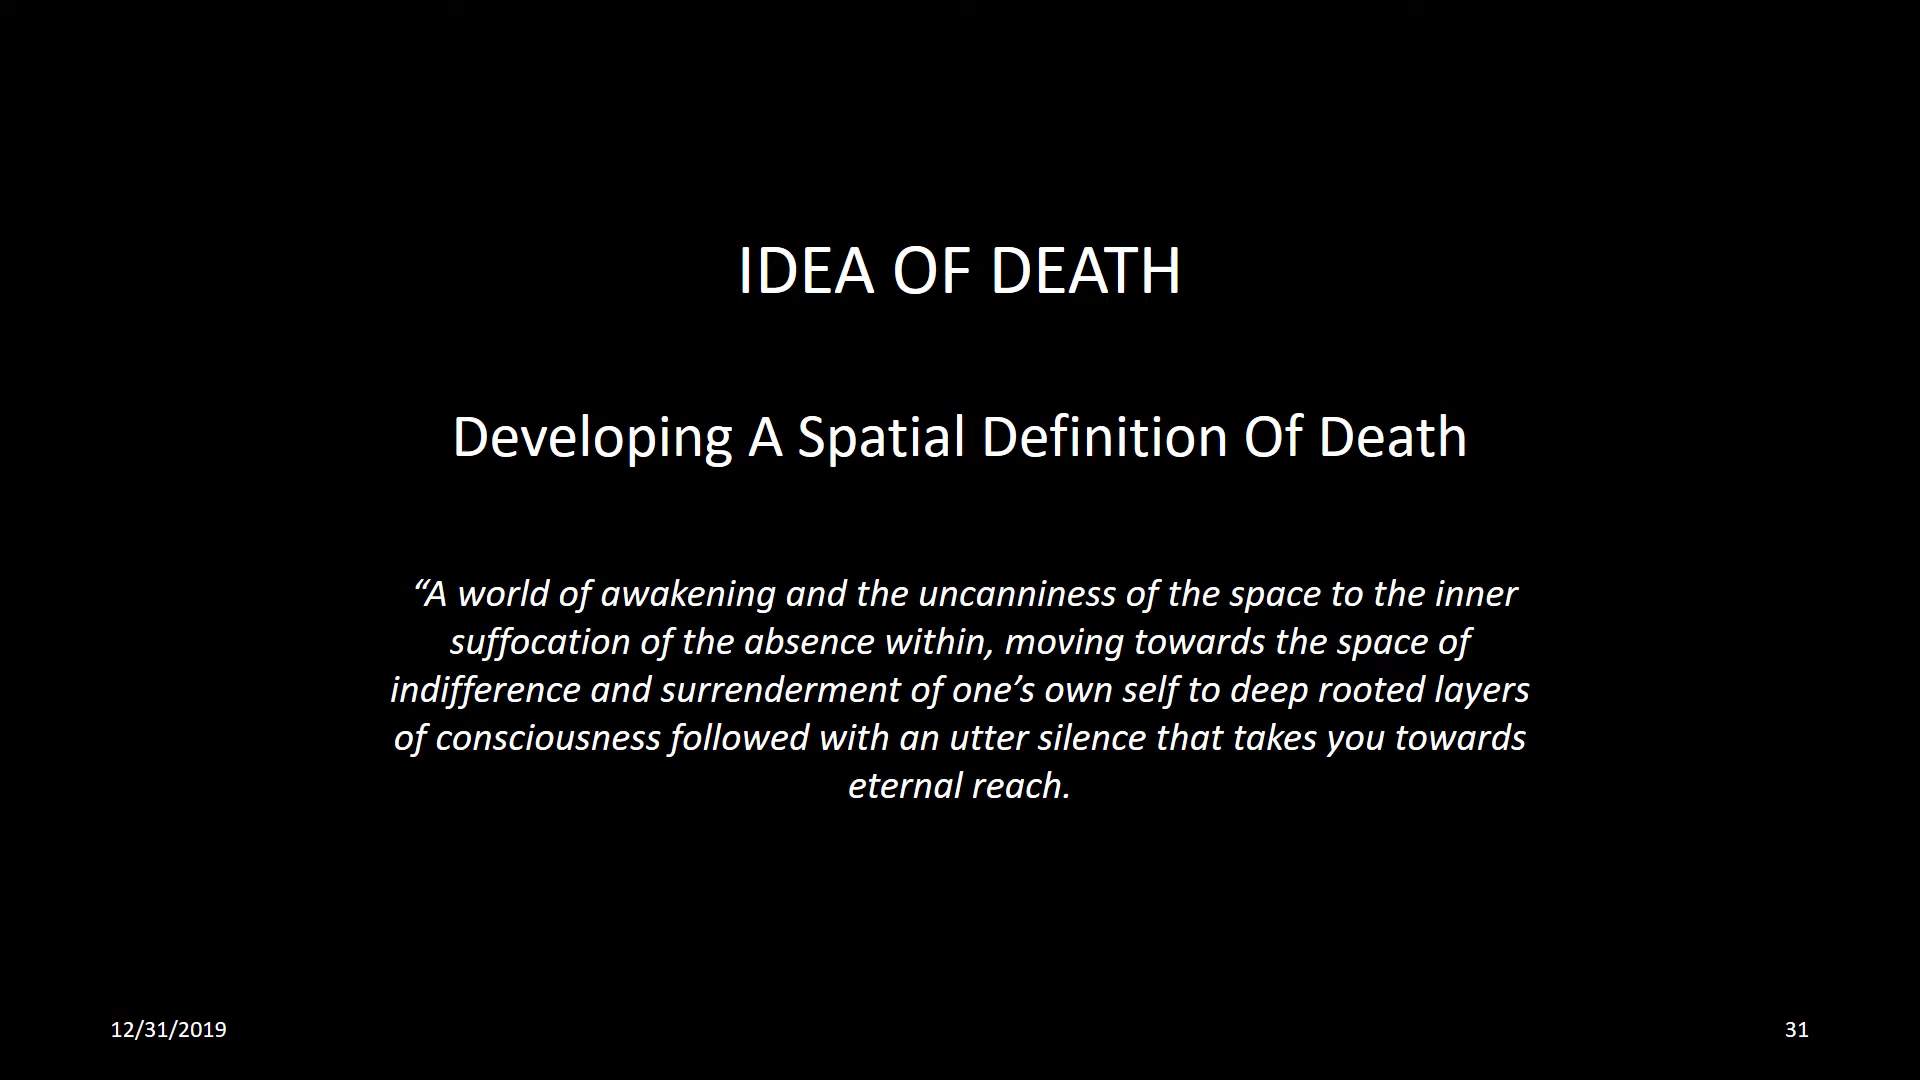 IDEA OF DEATH
Developing A Spatial Definition Of Death
“A world of awakening and the uncanniness of the space to the inner
suffocation of the absence within, moving towards the space of
indifference and surrenderment of one’s own self to deep rooted layers
of consciousness followed with an utter silence that takes you towards
eternal reach.
12/31/2019
31